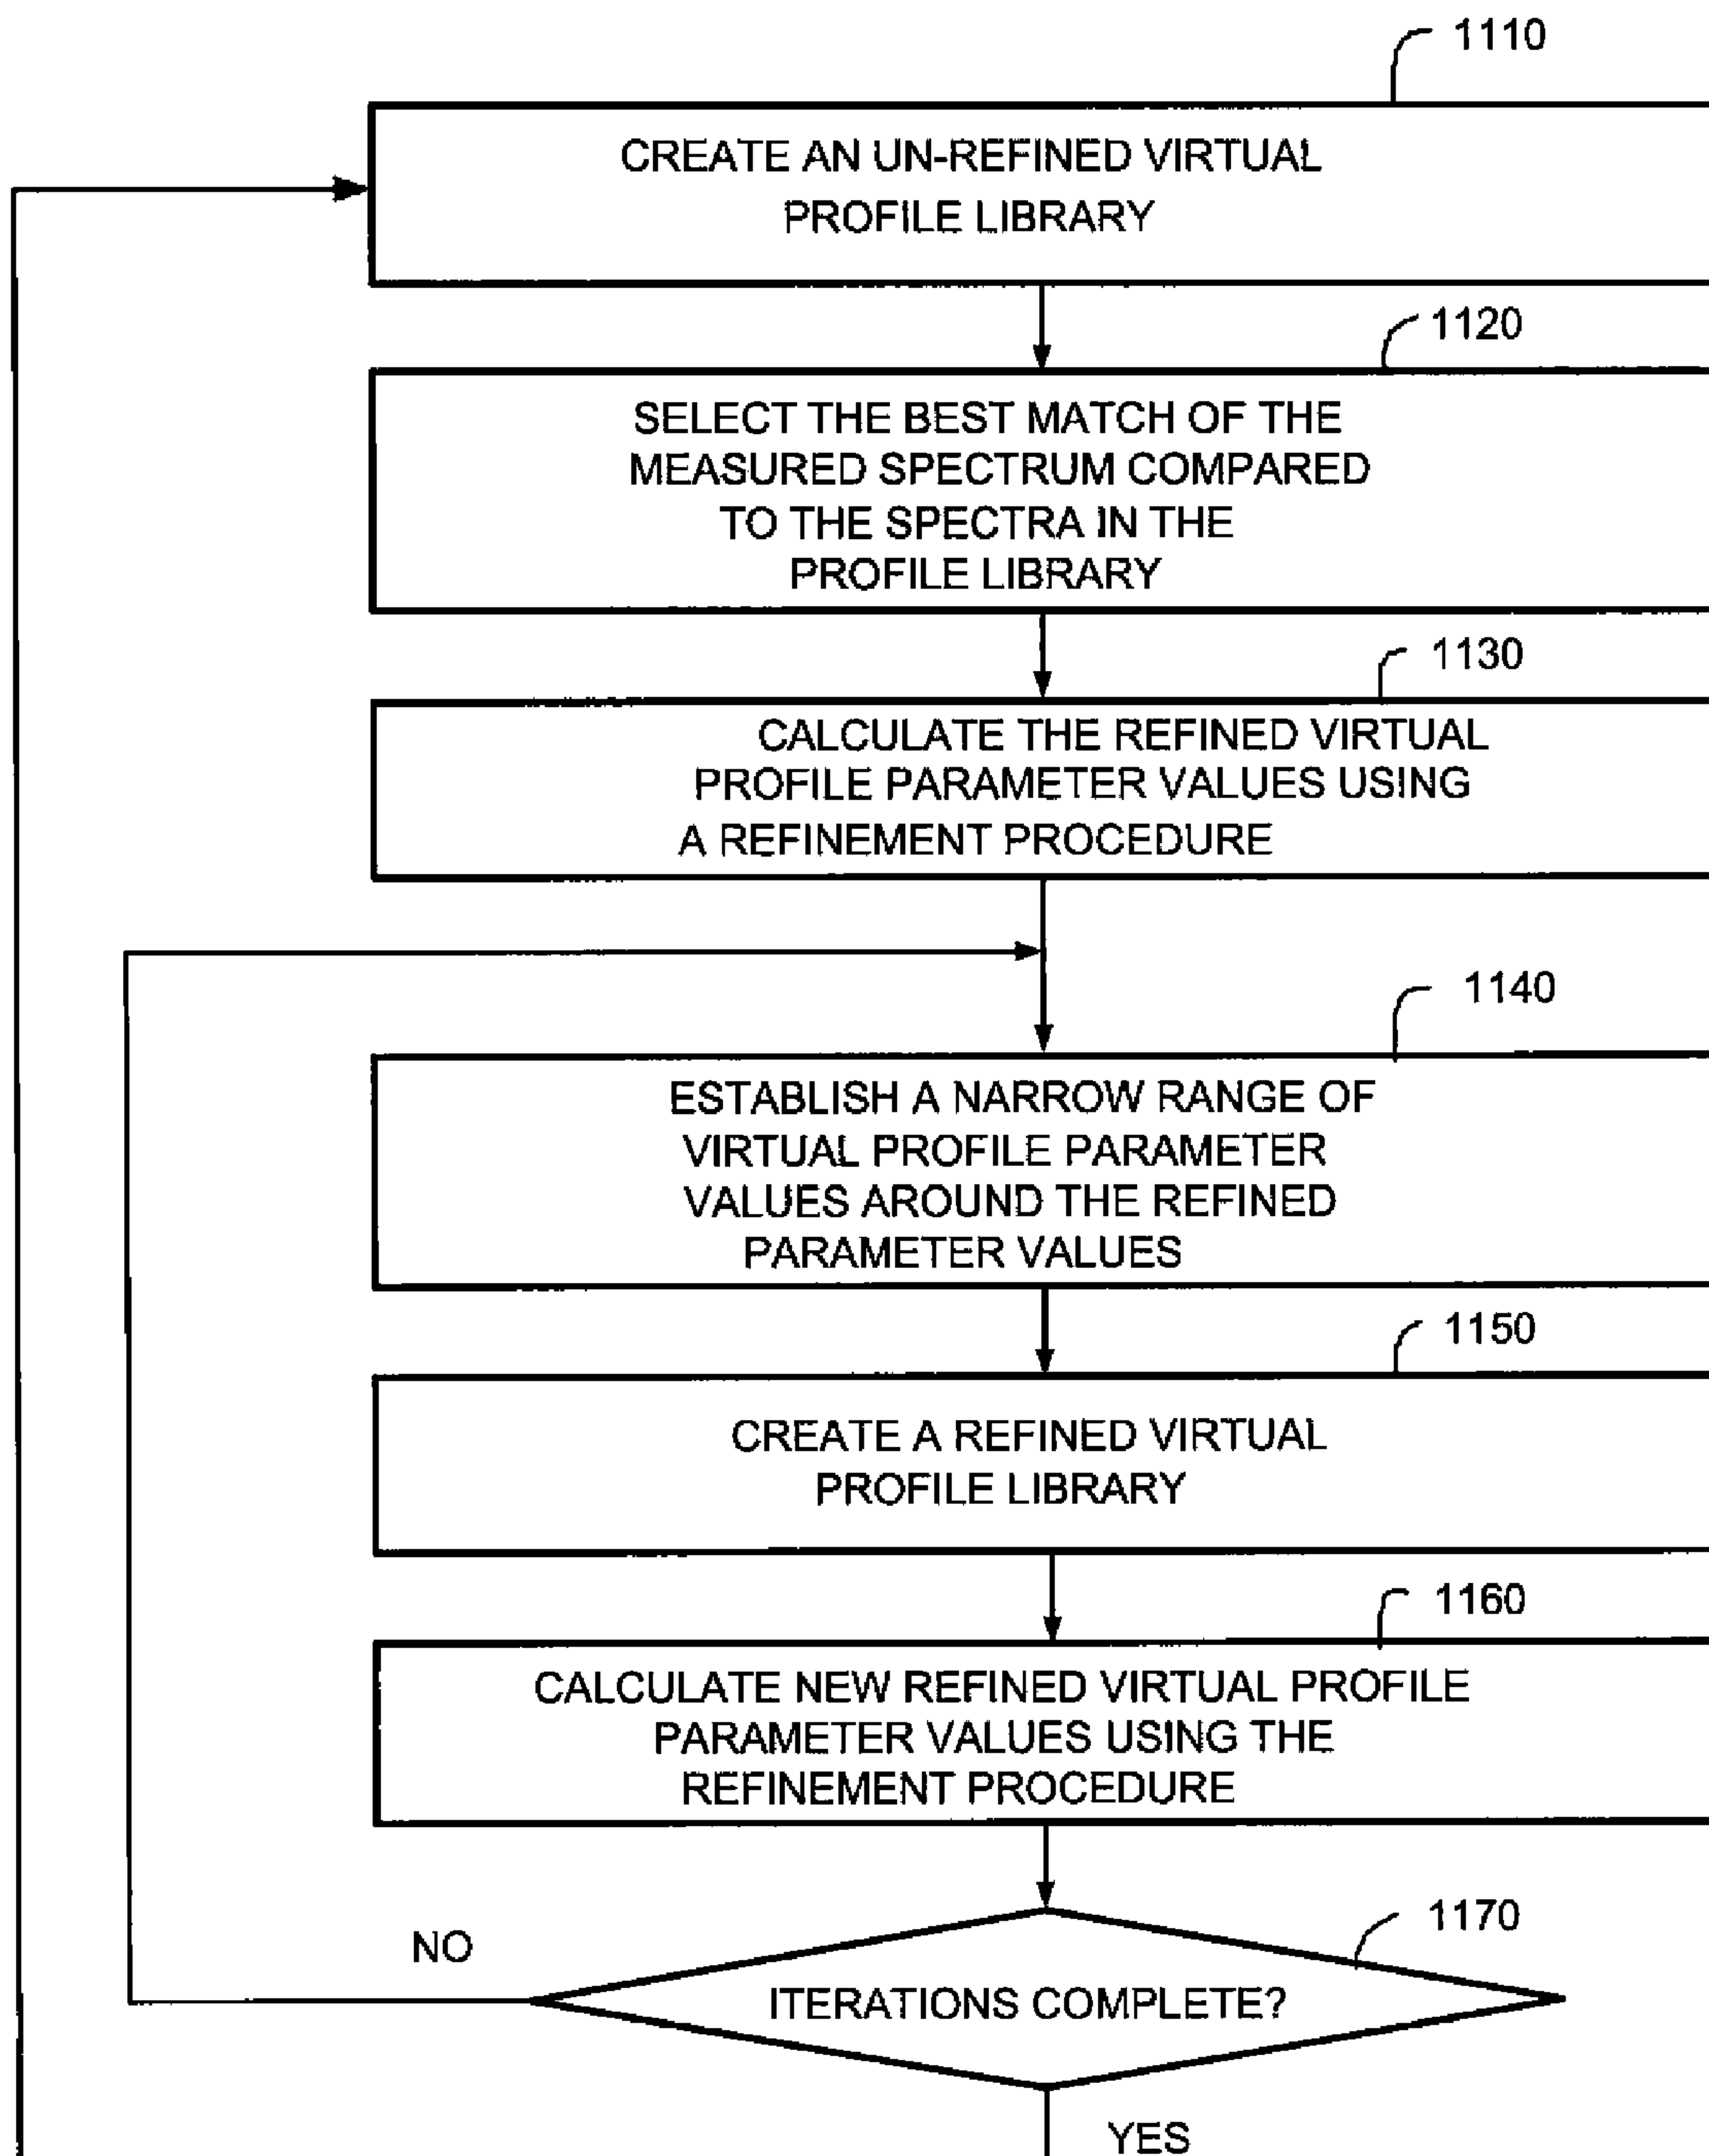 1110
CREATE AN UN-REFINED VIRTUAL
PROFILE LIBRARY
1120
SELECT THE BEST MATCH OF THE
MEASURED SPECTRUM COMPARED
TO THE SPECTRA IN THE
PROFILE LIBRARY
1130
CALCULATE THE REFINED VIRTUAL
PROFILE PARAMETER VALUES USING
A REFINEMENT PROCEDURE
1140
ESTABLISH A NARROW RANGE OF
VIRTUAL PROFILE PARAMETER
VALUES AROUND THE REFINED
PARAMETER VALUES
1150
CREATE A REFINED VIRTUAL
PROFILE LIBRARY
1160
CALCULATE NEW REFINED VIRTUAL PROFILE
PARAMETER VALUES USING THE
REFINEMENT PROCEDURE
1170
NO
ITERATIONS COMPLETE?
YES